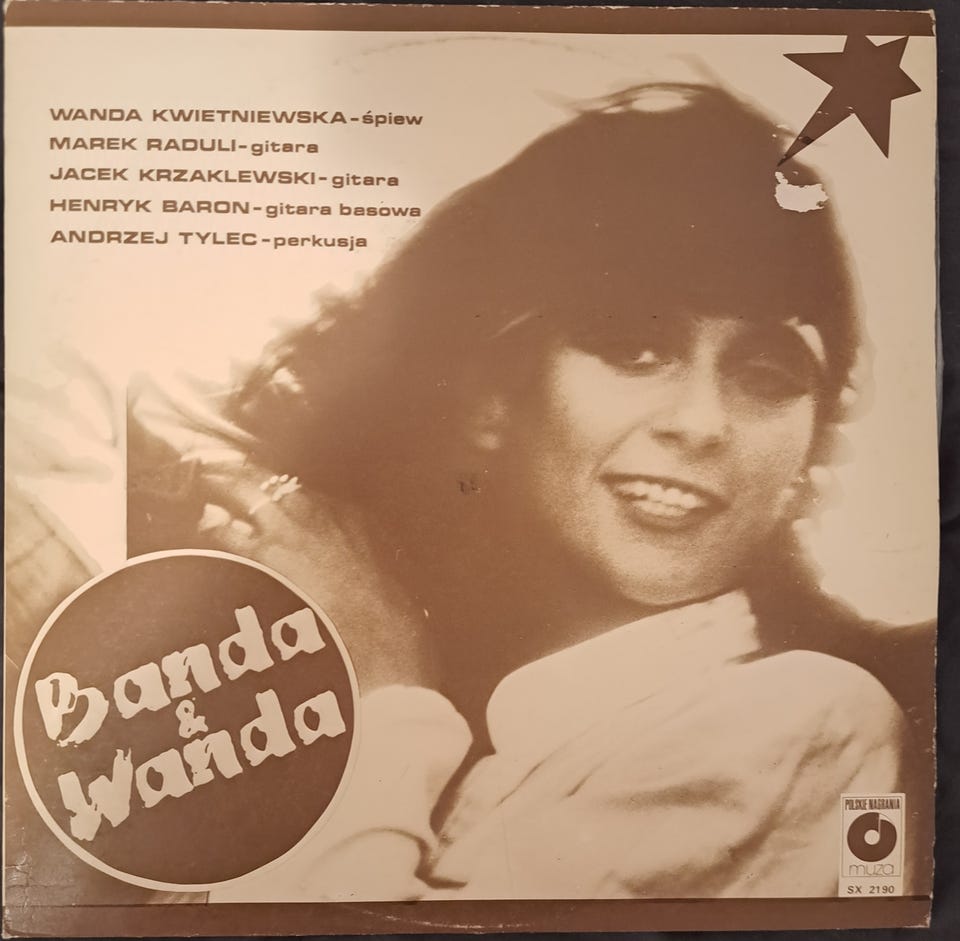 WANDA KWIETNIEWSKA-śpiew
MAREK RADULI-gitara
JACEK KRZAKLEWSKI-gitara
HENRYK BARON-gitara basowa
ANDRZEJ TYLEC-perkusja
Banda
&
Wanda
POLSKIE NAGRANIA
muza
SX 2190